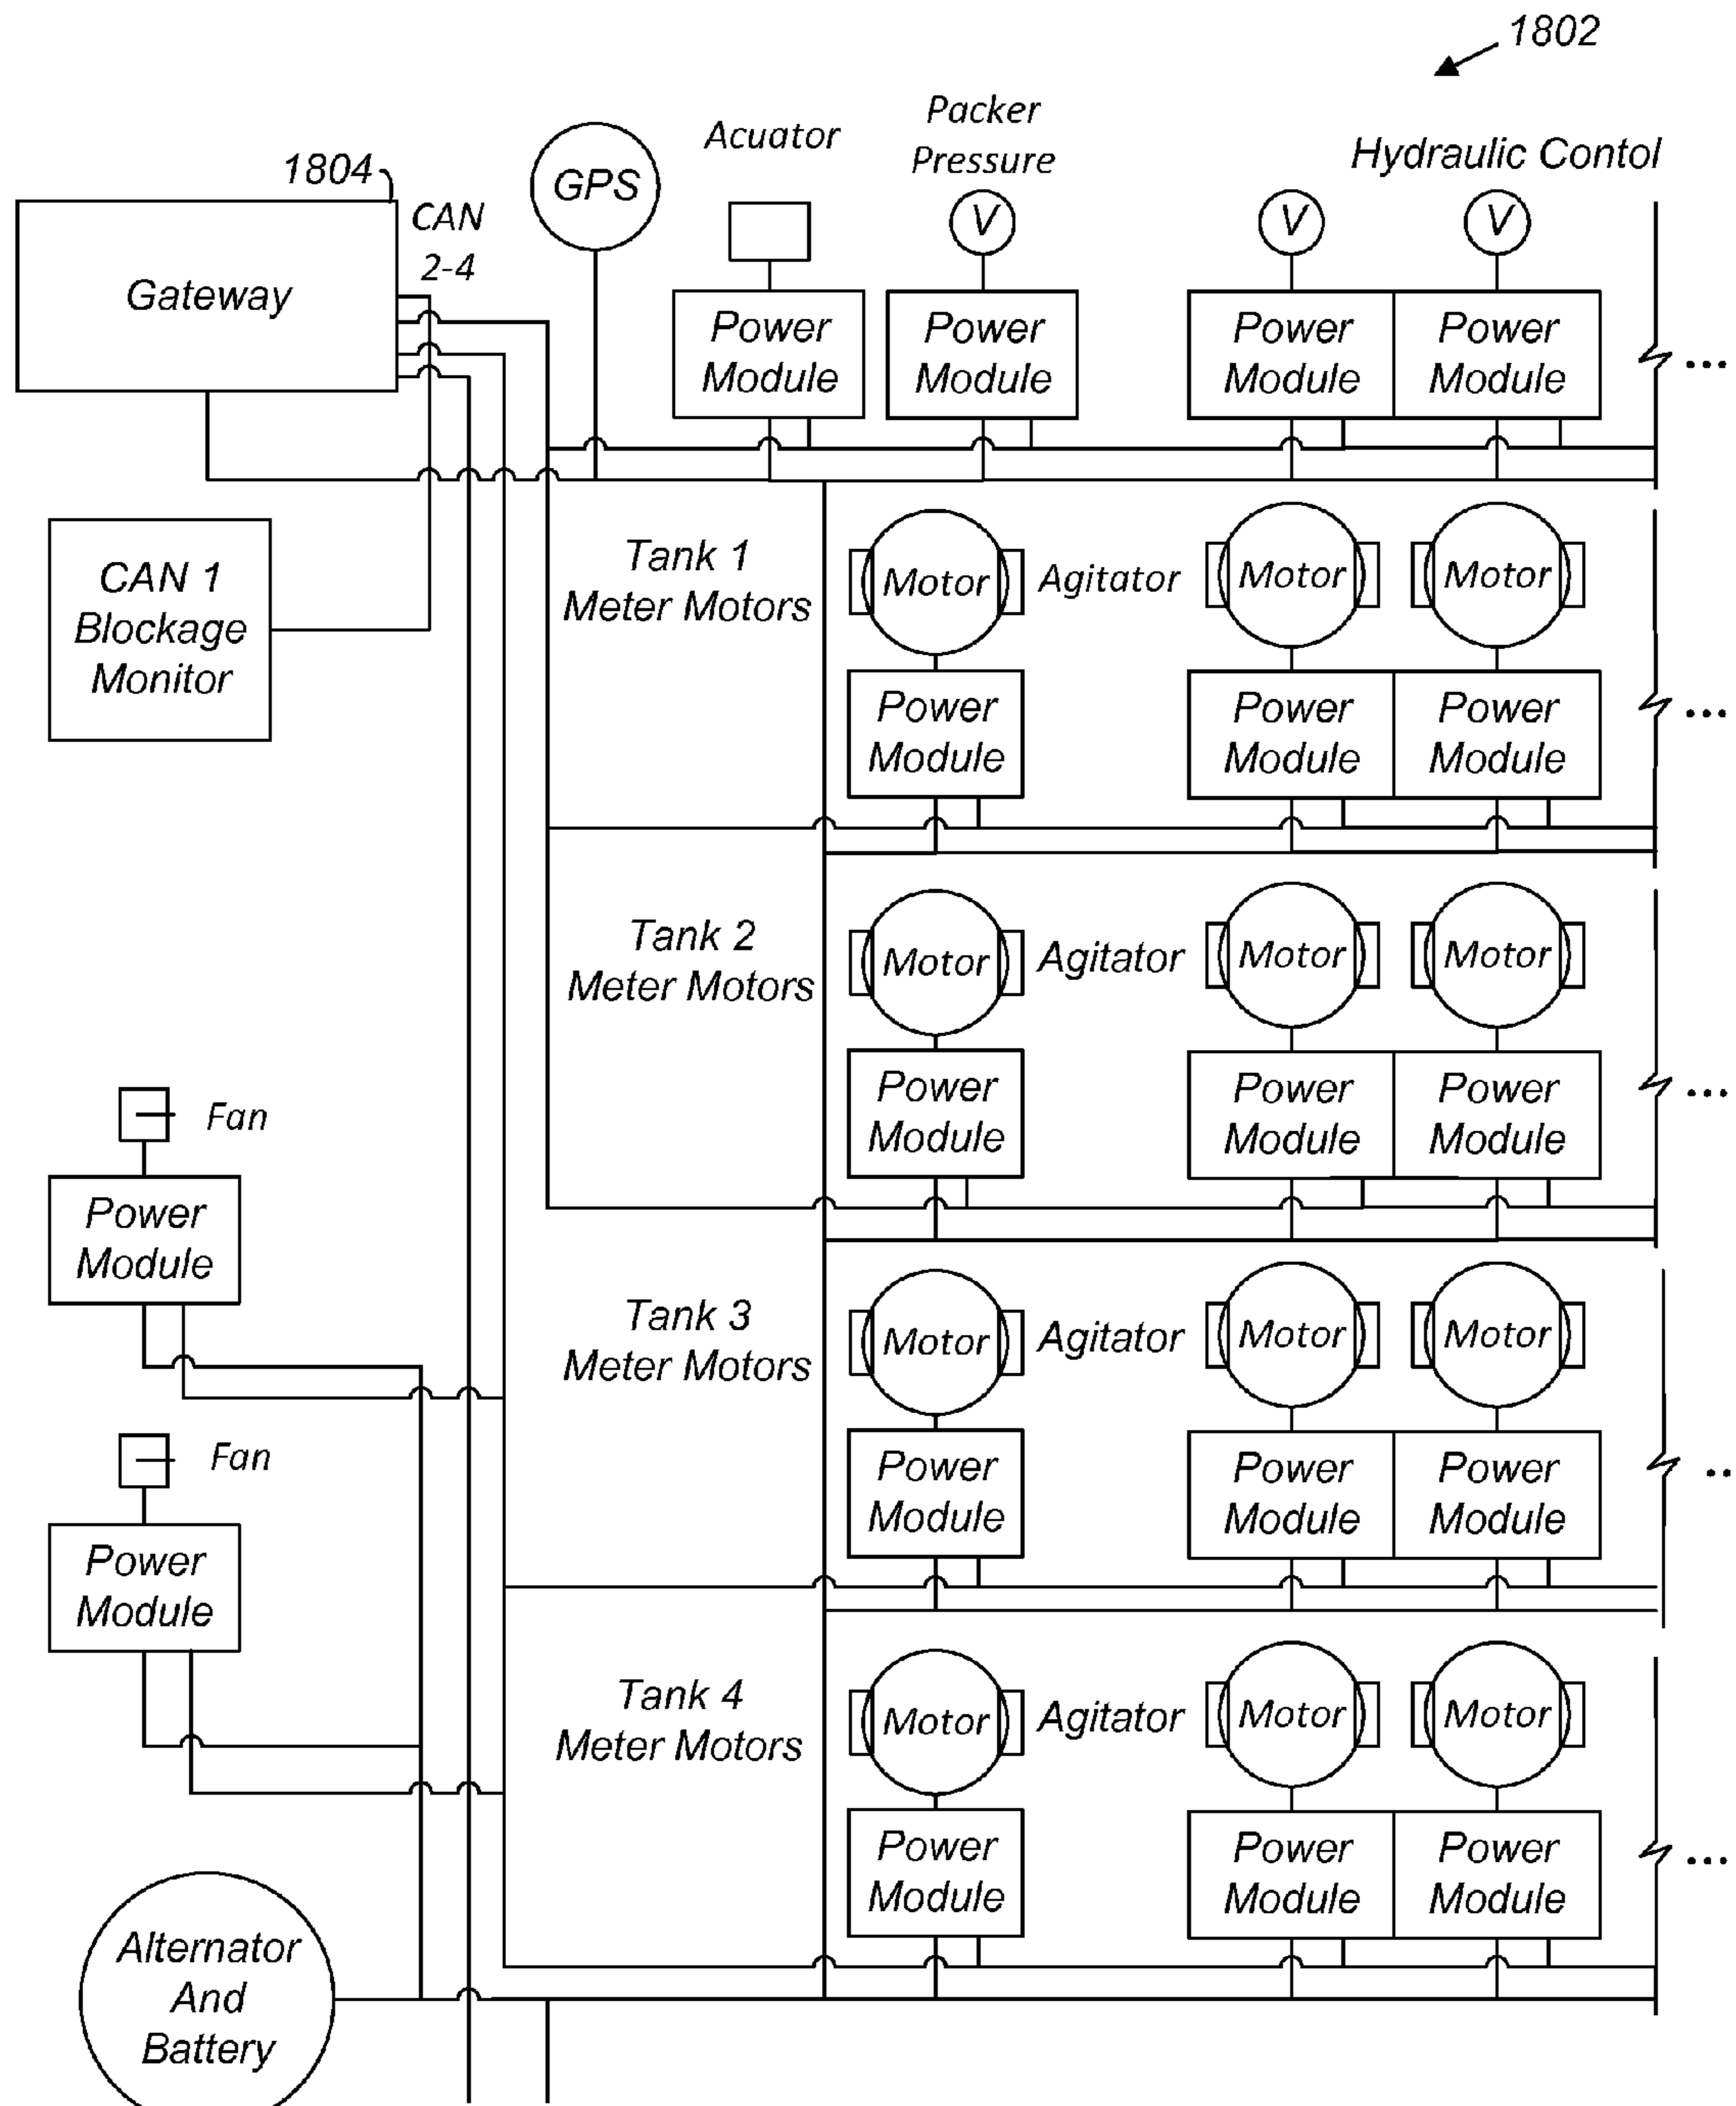 1802
Packer
Pressure
Acuator
Hydraulic Contol
1804
CAN
2-4
GPS
V
V
V
Gateway
Power
Module
Power
Module
Power
Module
Power
Module
...
CAN 1
Blockage
Monitor
Tank 1
Meter Motors
Motor
Agitator
Motor
Motor
Power
Module
Power
Module
Power
Module
...
Tank 2
Meter Motors
Motor
Agitator
Motor
Motor
Power
Module
Power
Module
Power
Module
...
Fan
Power
Module
Tank 3
Meter Motors
Motor
Agitator
Motor
Motor
Power
Module
Power
Module
Power
Module
..
Fan
Power
Module
Tank 4
Meter Motors
Motor
Agitator
Motor
Motor
Power
Module
Power
Module
Power
Module
...
Alternator
And
Battery